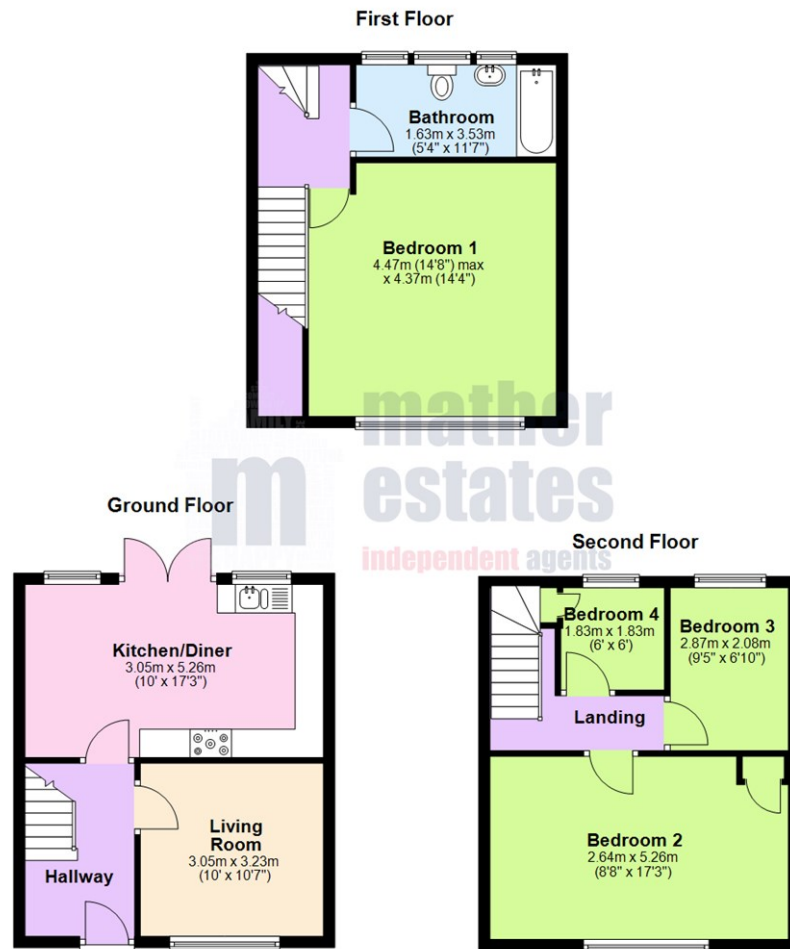 First Floor
Bathroom
1.63m x 3.53m
(5'4" x 11'7")
Bedroom 1
4.47m (14'8") max
x 4.37m (14'4")
m
mather
estates
independent agents
Ground Floor
Kitchen/Diner
3.05m x 5.26m
(10' x 17'3")
Living
Room
3.05m x 3.23m
(10' x 10'7")
Hallway
Second Floor
Bedroom 4
1.83m x 1.83m
(6' x 6')
Bedroom 3
2.87m x 2.08m
(9'5" x 6'10")
Landing
Bedroom 2
2.64m x 5.26m
(8'8" x 17'3")